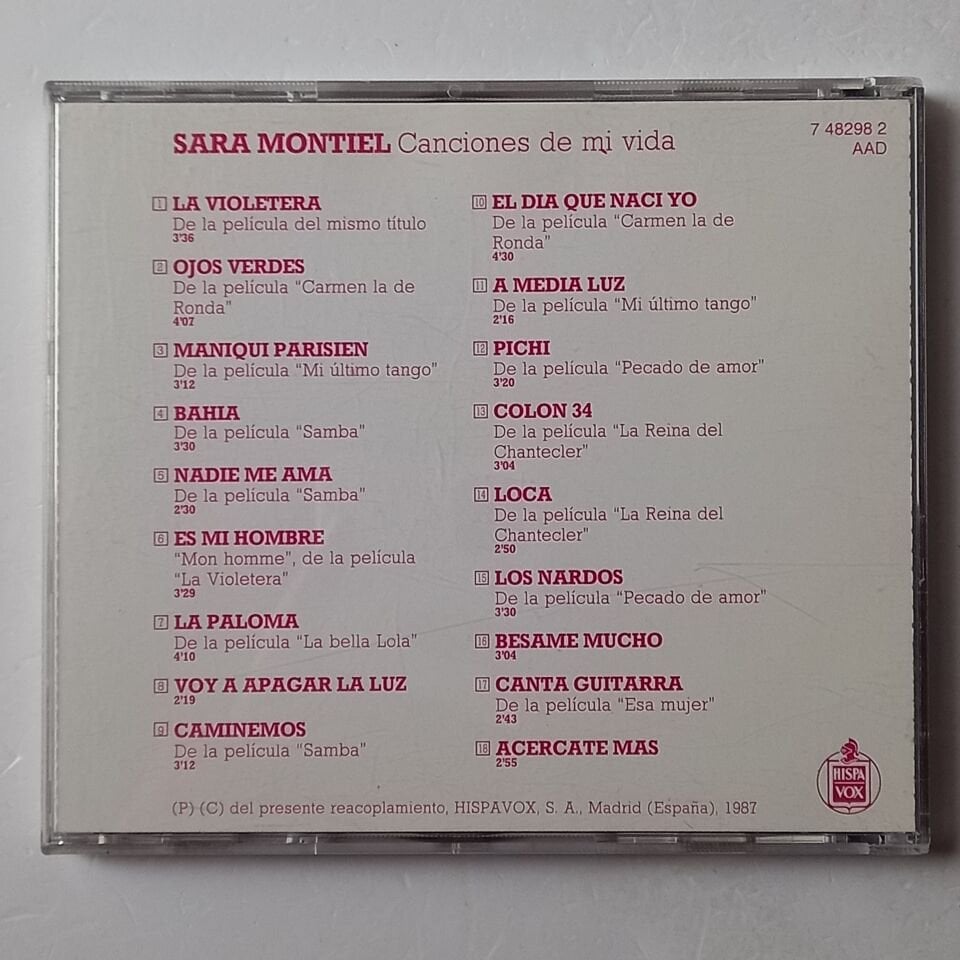 SARA MONTIEL Canciones de mi vida
7 48298 2
AAD
1 LA VIOLETERA
De la película del mismo título
3'36
2 OJOS VERDES
De la película "Carmen la de
Ronda"
4'07
3 MANIQUI PARISIEN
De la película "Mi último tango"
3'12
4 BAHIA
De la película "Samba"
3'30
5 NADIE ME AMA
De la película "Samba"
2'30
6 ES MI HOMBRE
"Mon homme", de la película
"La Violetera"
3'29
7 LA PALOMA
De la película "La bella Lola"
4'10
8 VOY A APAGAR LA LUZ
2'19
9 CAMINEMOS
De la película "Samba"
3'12
10 EL DIA QUE NACI YO
De la película "Carmen la de
Ronda"
4'30
11 A MEDIA LUZ
De la película "Mi último tango"
2'16
12 PICHI
De la película "Pecado de amor"
3'20
13 COLON 34
De la película "La Reina del
Chantecler"
3'04
14 LOCA
De la película "La Reina del
Chantecler"
2'50
15 LOS NARDOS
De la película "Pecado de amor"
3'30
16 BESAME MUCHO
3'04
17 CANTA GUITARRA
De la película "Esa mujer"
2'43
18 ACERCATE MAS
2'55
HISPA
VOX
(P) (C) del presente reacoplamiento, HISPAVOX, S. A., Madrid (España), 1987